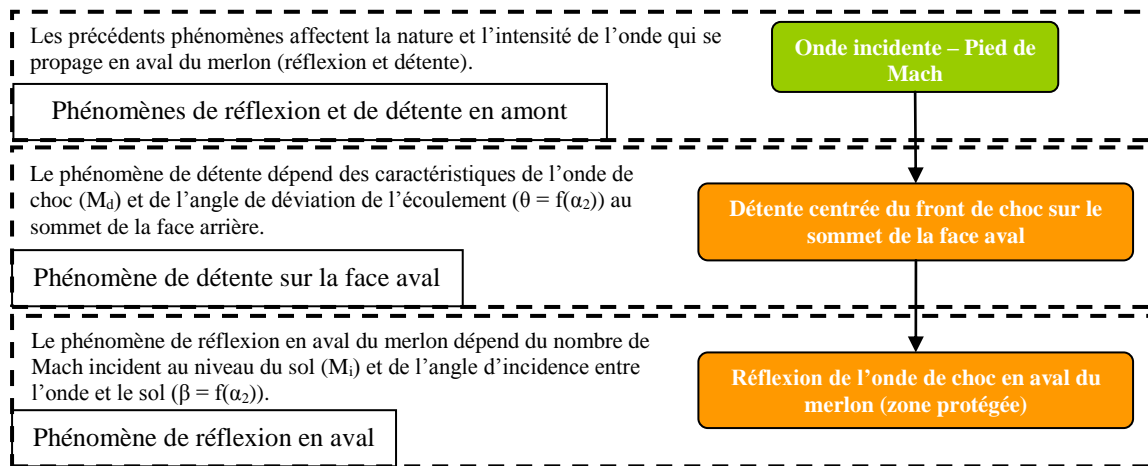 Les précédents phénomènes affectent la nature et l'intensité de l'onde qui se
propage en aval du merlon (réflexion et détente).
Phénomènes de réflexion et de détente en amont
Onde incidente – Pied de
Mach
Le phénomène de détente dépend des caractéristiques de l'onde de
choc (M_d) et de l'angle de déviation de l'écoulement (θ = f(α₂)) au
sommet de la face arrière.
Phénomène de détente sur la face aval
Détente centrée du front de choc sur le
sommet de la face aval
Le phénomène de réflexion en aval du merlon dépend du nombre de
Mach incident au niveau du sol (Mᵢ) et de l'angle d'incidence entre
l'onde et le sol (β = f(α₂)).
Phénomène de réflexion en aval
Réflexion de l'onde de choc en aval du
merlon (zone protégée)